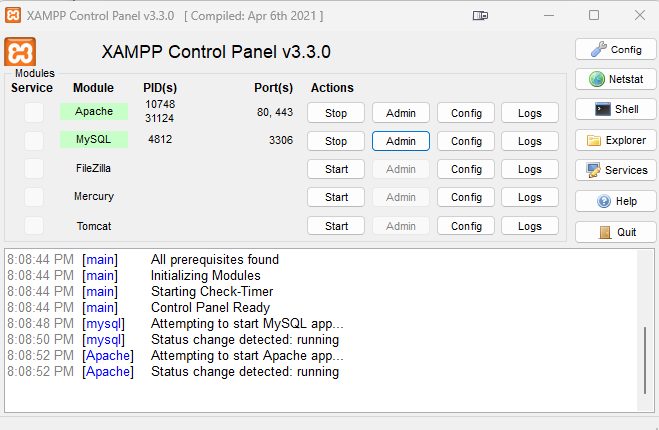 XAMPP Control Panel v3.3.0 [ Compiled: Apr 6th 2021 ]
XAMPP Control Panel v3.3.0
Config
Modules
Service Module PID(s) Port(s) Actions
Netstat
Apache 10748 31124 80, 443 Stop Admin Config Logs
Shell
MySQL 4812 3306 Stop Admin Config Logs
Explorer
FileZilla Start Admin Config Logs
Services
Mercury Start Admin Config Logs
Help
Tomcat Start Admin Config Logs
Quit
8:08:44 PM [main] All prerequisites found
8:08:44 PM [main] Initializing Modules
8:08:44 PM [main] Starting Check-Timer
8:08:44 PM [main] Control Panel Ready
8:08:48 PM [mysql] Attempting to start MySQL app...
8:08:50 PM [mysql] Status change detected: running
8:08:52 PM [Apache] Attempting to start Apache app...
8:08:52 PM [Apache] Status change detected: running